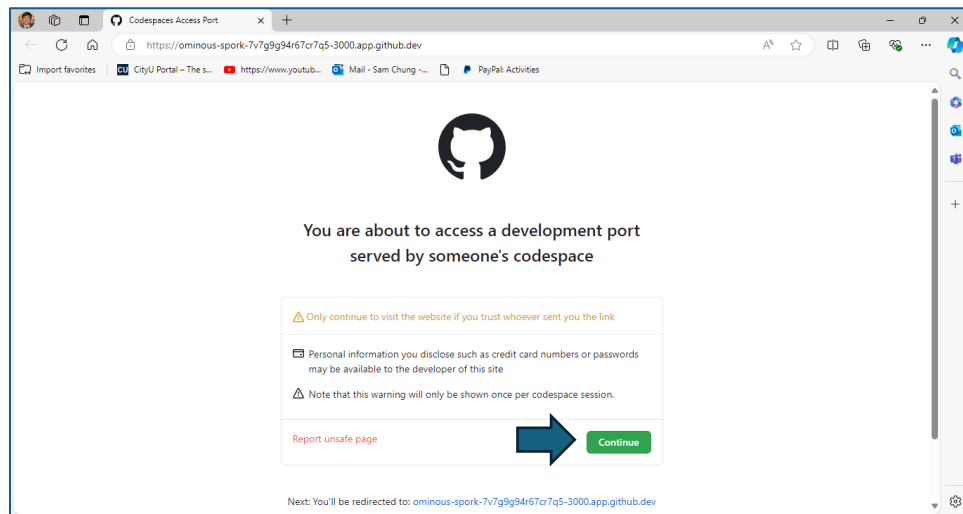 Codespaces Access Port
https://ominous-spork-7v7g9g94r67cr7q5-3000.app.github.dev
Import favorites
CU CityU Portal – The s...
https://www.youtub...
Mail - Sam Chung -...
PayPal: Activities
You are about to access a development port
served by someone's codespace
Only continue to visit the website if you trust whoever sent you the link
Personal information you disclose such as credit card numbers or passwords
may be available to the developer of this site
Note that this warning will only be shown once per codespace session.
Report unsafe page
Continue
Next: You'll be redirected to: ominous-spork-7v7g9g94r67cr7q5-3000.app.github.dev